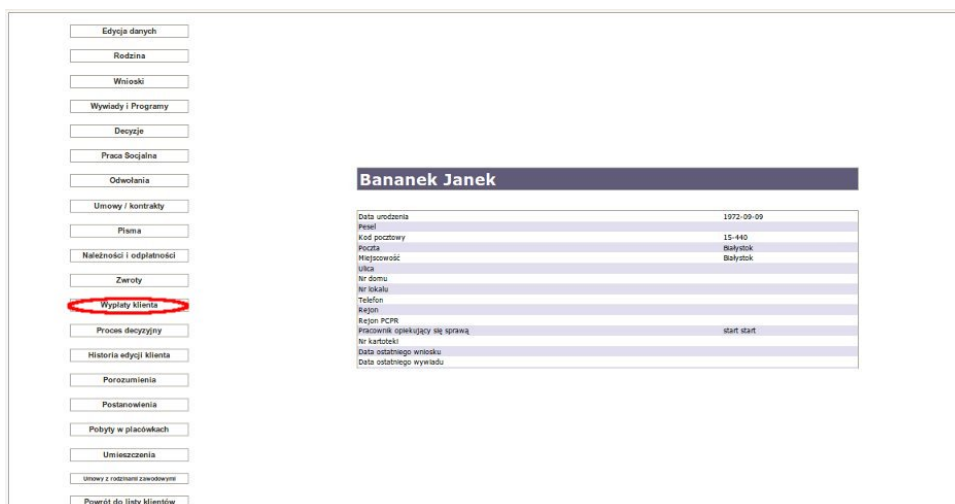 Edycja danych
Rodzina
Wnioski
Wywiady i Programy
Decyzje
Praca Socjalna
Odwołania
Umowy / kontrakty
Pisma
Należności i odpłatności
Zwroty
Wypłaty klienta
Proces decyzyjny
Historia edycji klienta
Porozumienia
Postanowienia
Pobyty w placówkach
Umieszczenia
Umowy z rodzinami zawodowymi
Powrót do listy klientów
Bananek Janek
Data urodzenia 1972-09-09
Pesel
Kod pocztowy 15-440
Poczta Białystok
Miejscowość Białystok
Ulica
Nr domu
Nr lokalu
Telefon
Rejon
Rejon PCPR
Pracownik opiekujący się sprawą start start
Nr kartoteki
Data ostatniego wniosku
Data ostatniego wywiadu